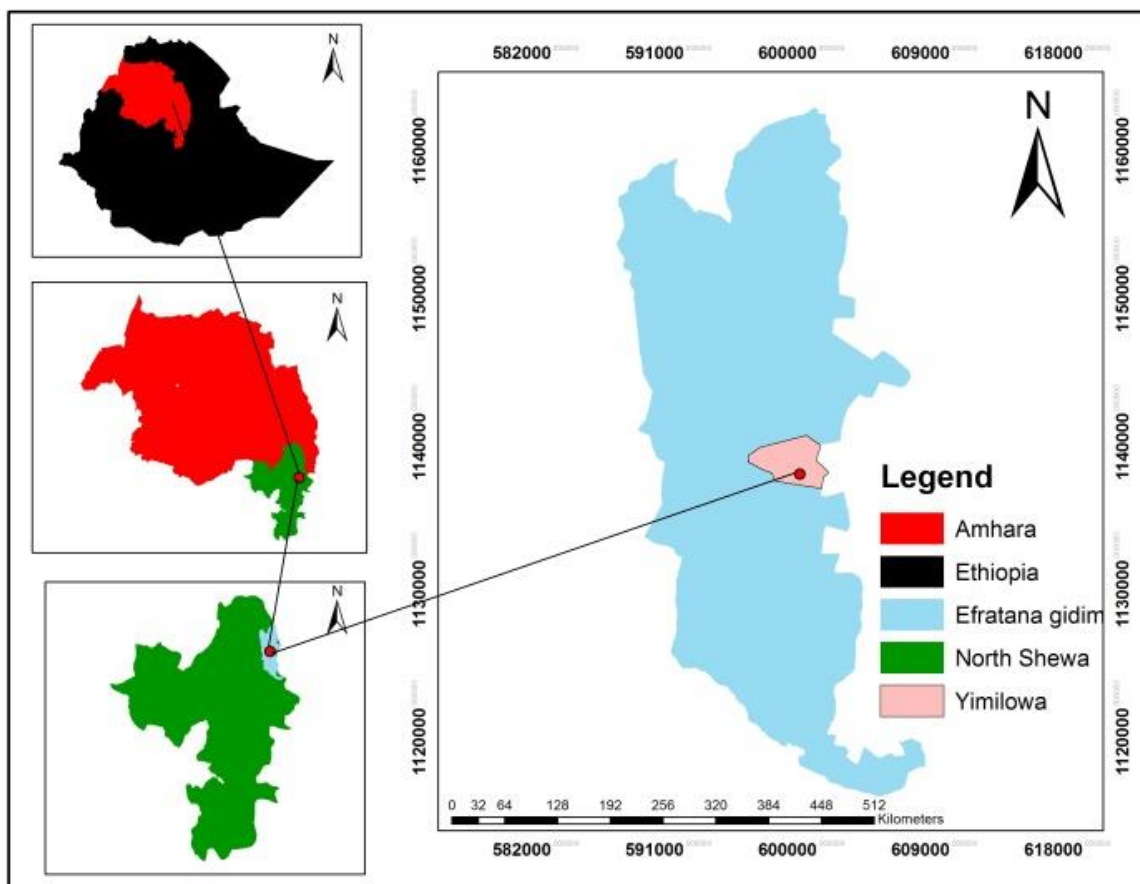 N
N
N
582000 591000 600000 609000 618000
1160000
1150000
1140000
1130000
1120000
N
1160000
1150000
1140000
1130000
1120000
Legend
Amhara
Ethiopia
Efratana gidim
North Shewa
Yimilowa
0 32 64 128 192 256 320 384 448 512
Kilometers
582000 591000 600000 609000 618000